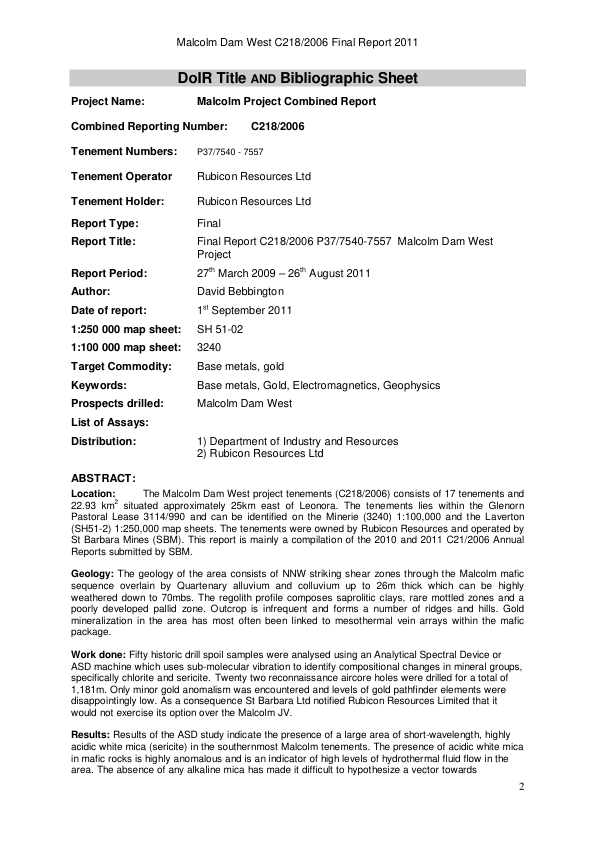 Malcolm Dam West C218/2006 Final Report 2011
DoIR Title AND Bibliographic Sheet
Project Name: Malcolm Project Combined Report
Combined Reporting Number: C218/2006
Tenement Numbers: P37/7540 - 7557
Tenement Operator Rubicon Resources Ltd
Tenement Holder: Rubicon Resources Ltd
Report Type: Final
Report Title: Final Report C218/2006 P37/7540-7557 Malcolm Dam West
Project
Report Period: 27th March 2009 – 26th August 2011
Author: David Bebbington
Date of report: 1st September 2011
1:250 000 map sheet: SH 51-02
1:100 000 map sheet: 3240
Target Commodity: Base metals, gold
Keywords: Base metals, Gold, Electromagnetics, Geophysics
Prospects drilled: Malcolm Dam West
List of Assays:
Distribution: 1) Department of Industry and Resources
2) Rubicon Resources Ltd
ABSTRACT:
Location: The Malcolm Dam West project tenements (C218/2006) consists of 17 tenements and
22.93 km2 situated approximately 25km east of Leonora. The tenements lies within the Glenorn
Pastoral Lease 3114/990 and can be identified on the Minerie (3240) 1:100,000 and the Laverton
(SH51-2) 1:250,000 map sheets. The tenements were owned by Rubicon Resources and operated by
St Barbara Mines (SBM). This report is mainly a compilation of the 2010 and 2011 C21/2006 Annual
Reports submitted by SBM.
Geology: The geology of the area consists of NNW striking shear zones through the Malcolm mafic
sequence overlain by Quaternary alluvium and colluvium up to 26m thick which can be highly
weathered down to 70mbs. The regolith profile composes saprolitic clays, rare mottled zones and a
poorly developed pallid zone. Outcrop is infrequent and forms a number of ridges and hills. Gold
mineralization in the area has most often been linked to mesothermal vein arrays within the mafic
package.
Work done: Fifty historic drill spoil samples were analysed using an Analytical Spectral Device or
ASD machine which uses sub-molecular vibration to identify compositional changes in mineral groups,
specifically chlorite and sericite. Twenty two reconnaissance aircore holes were drilled for a total of
1,181m. Only minor gold anomalism was encountered and levels of gold pathfinder elements were
disappointingly low. As a consequence St Barbara Ltd notified Rubicon Resources Limited that it
would not exercise its option over the Malcolm JV.
Results: Results of the ASD study indicate the presence of a large area of short-wavelength, highly
acidic white mica (sericite) in the southernmost Malcolm tenements. The presence of acidic white mica
in mafic rocks is highly anomalous and is an indicator of high levels of hydrothermal fluid flow in the
area. The absence of any alkaline mica has made it difficult to hypothesize a vector towards
2